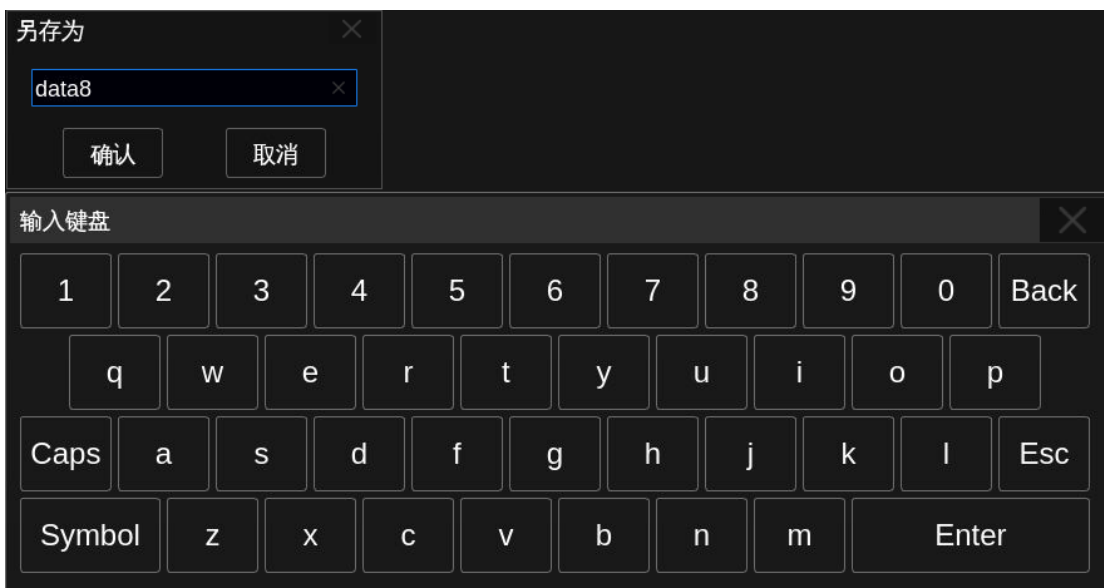 另存为
data8
确认 取消
输入键盘
1 2 3 4 5 6 7 8 9 0 Back
q w e r t y u i o p
Caps a s d f g h j k l Esc
Symbol z x c v b n m Enter